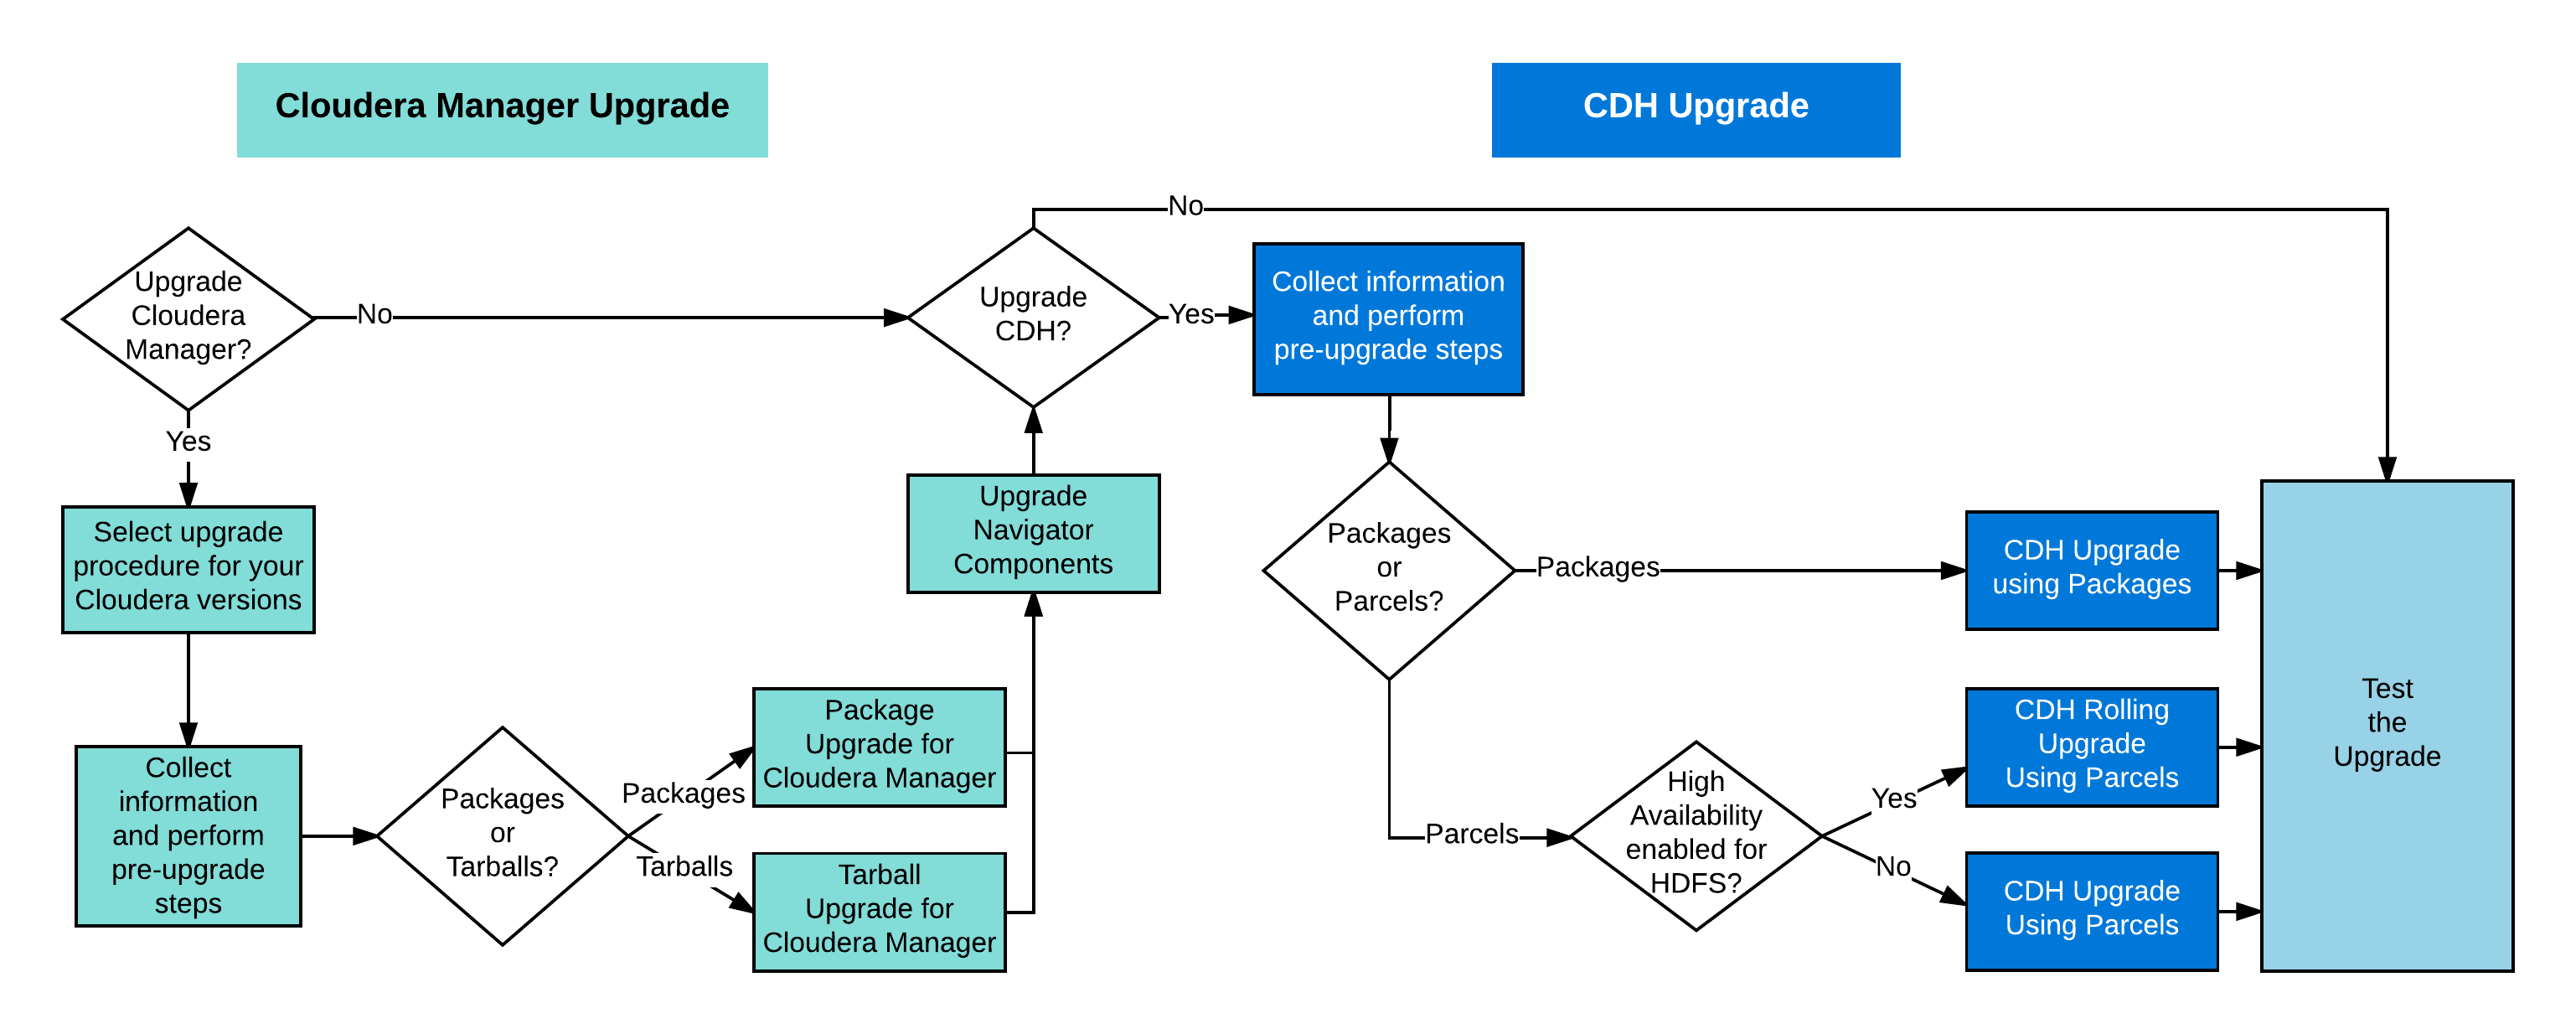 Cloudera Manager Upgrade
CDH Upgrade
Upgrade
Cloudera
Manager?
No
Yes
Select upgrade
procedure for your
Cloudera versions
Collect
information
and perform
pre-upgrade
steps
Packages
or
Tarballs?
Packages
Tarballs
Package
Upgrade for
Cloudera Manager
Tarball
Upgrade for
Cloudera Manager
Upgrade
Navigator
Components
Upgrade
CDH?
No
Yes
Collect information
and perform
pre-upgrade steps
Packages
or
Parcels?
Packages
Parcels
High
Availability
enabled for
HDFS?
Yes
No
CDH Upgrade
using Packages
CDH Rolling
Upgrade
Using Parcels
CDH Upgrade
Using Parcels
Test
the
Upgrade